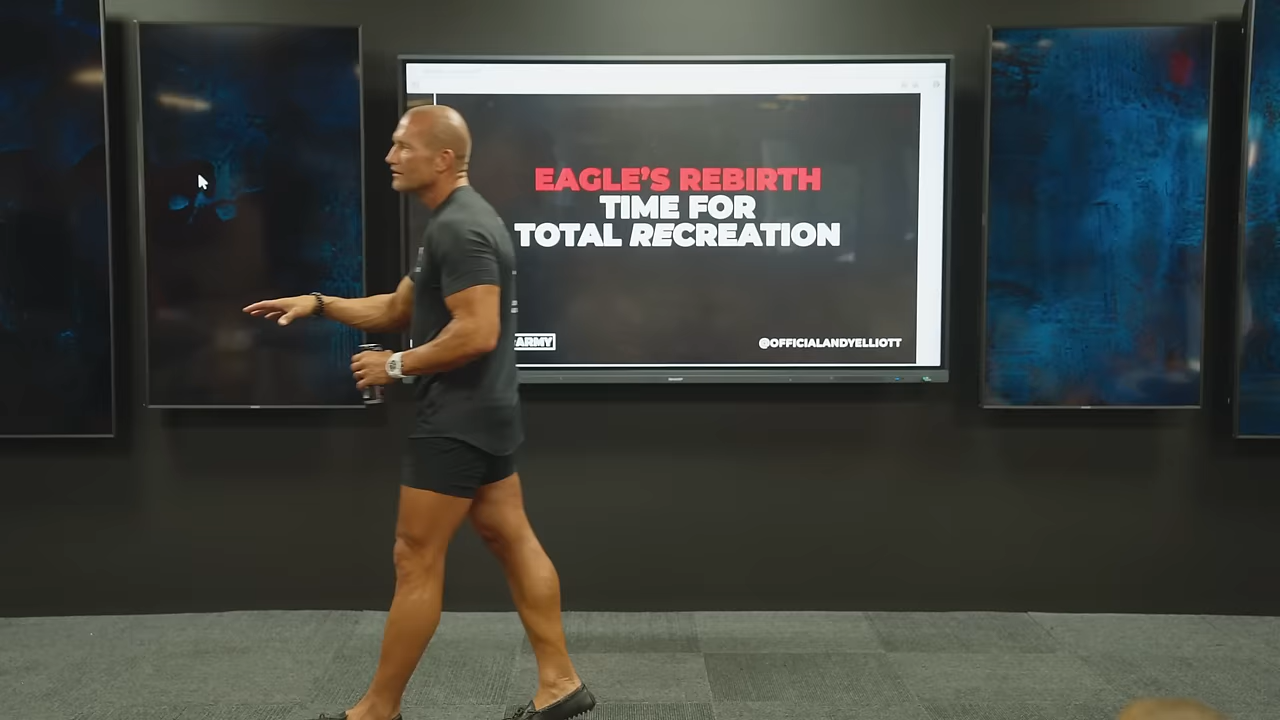 EAGLE'S REBIRTH
TIME FOR
TOTAL RECREATION
ARMY
@OFFICIALANDYELLIOTT